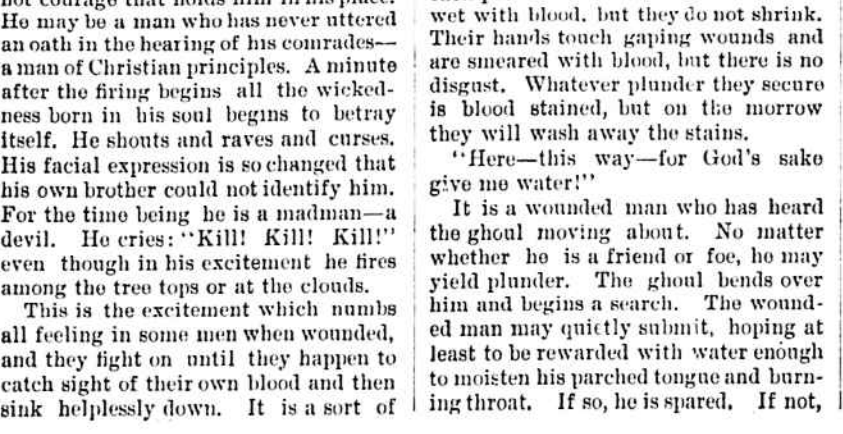 not courage that holds him in his place.
He may be a man who has never uttered
an oath in the hearing of his comrades—
a man of Christian principles. A minute
after the firing begins all the wicked-
ness born in his soul begins to betray
itself. He shouts and raves and curses.
His facial expression is so changed that
his own brother could not identify him.
For the time being he is a madman—a
devil. He cries: "Kill! Kill! Kill!"
even though in his excitement he fires
among the tree tops or at the clouds.
This is the excitement which numbs
all feeling in some men when wounded,
and they fight on until they happen to
catch sight of their own blood and then
sink helplessly down. It is a sort of
wet with blood, but they do not shrink.
Their hands touch gaping wounds and
are smeared with blood, but there is no
disgust. Whatever plunder they secure
is blood stained, but on the morrow
they will wash away the stains.
"Here—this way—for God's sake
give me water!"
It is a wounded man who has heard
the ghoul moving about. No matter
whether he is a friend or foe, he may
yield plunder. The ghoul bends over
him and begins a search. The wound-
ed man may quietly submit, hoping at
least to be rewarded with water enough
to moisten his parched tongue and burn-
ing throat. If so, he is spared. If not,